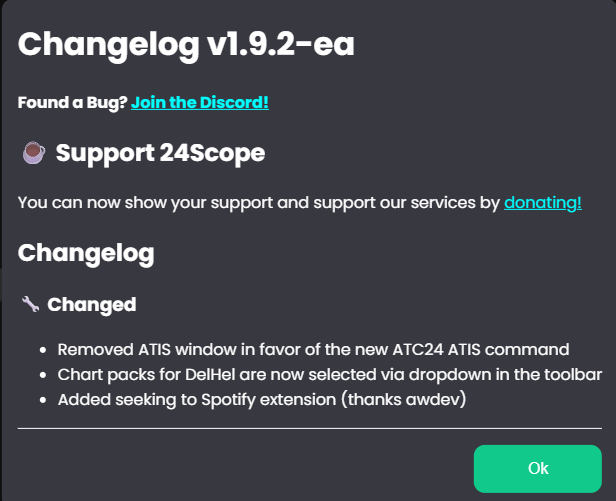 Changelog v1.9.2-ea
Found a Bug? Join the Discord!
Support 24Scope
You can now show your support and support our services by donating!
Changelog
Changed
• Removed ATIS window in favor of the new ATC24 ATIS command
• Chart packs for DelHel are now selected via dropdown in the toolbar
• Added seeking to Spotify extension (thanks awdev)
Ok